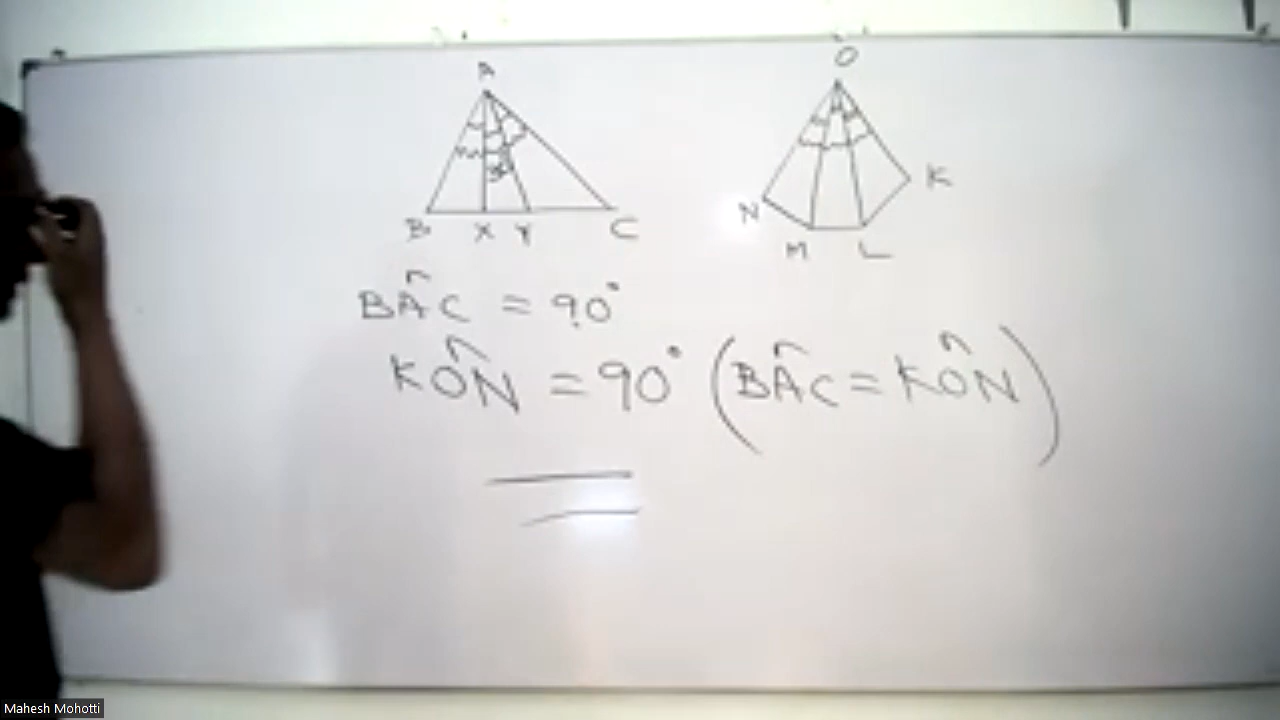 A
O
K
N
B X Y C
M L
BÂC = 90°
KÔN = 90° (BÂC = KÔN)
Mahesh Mohotti